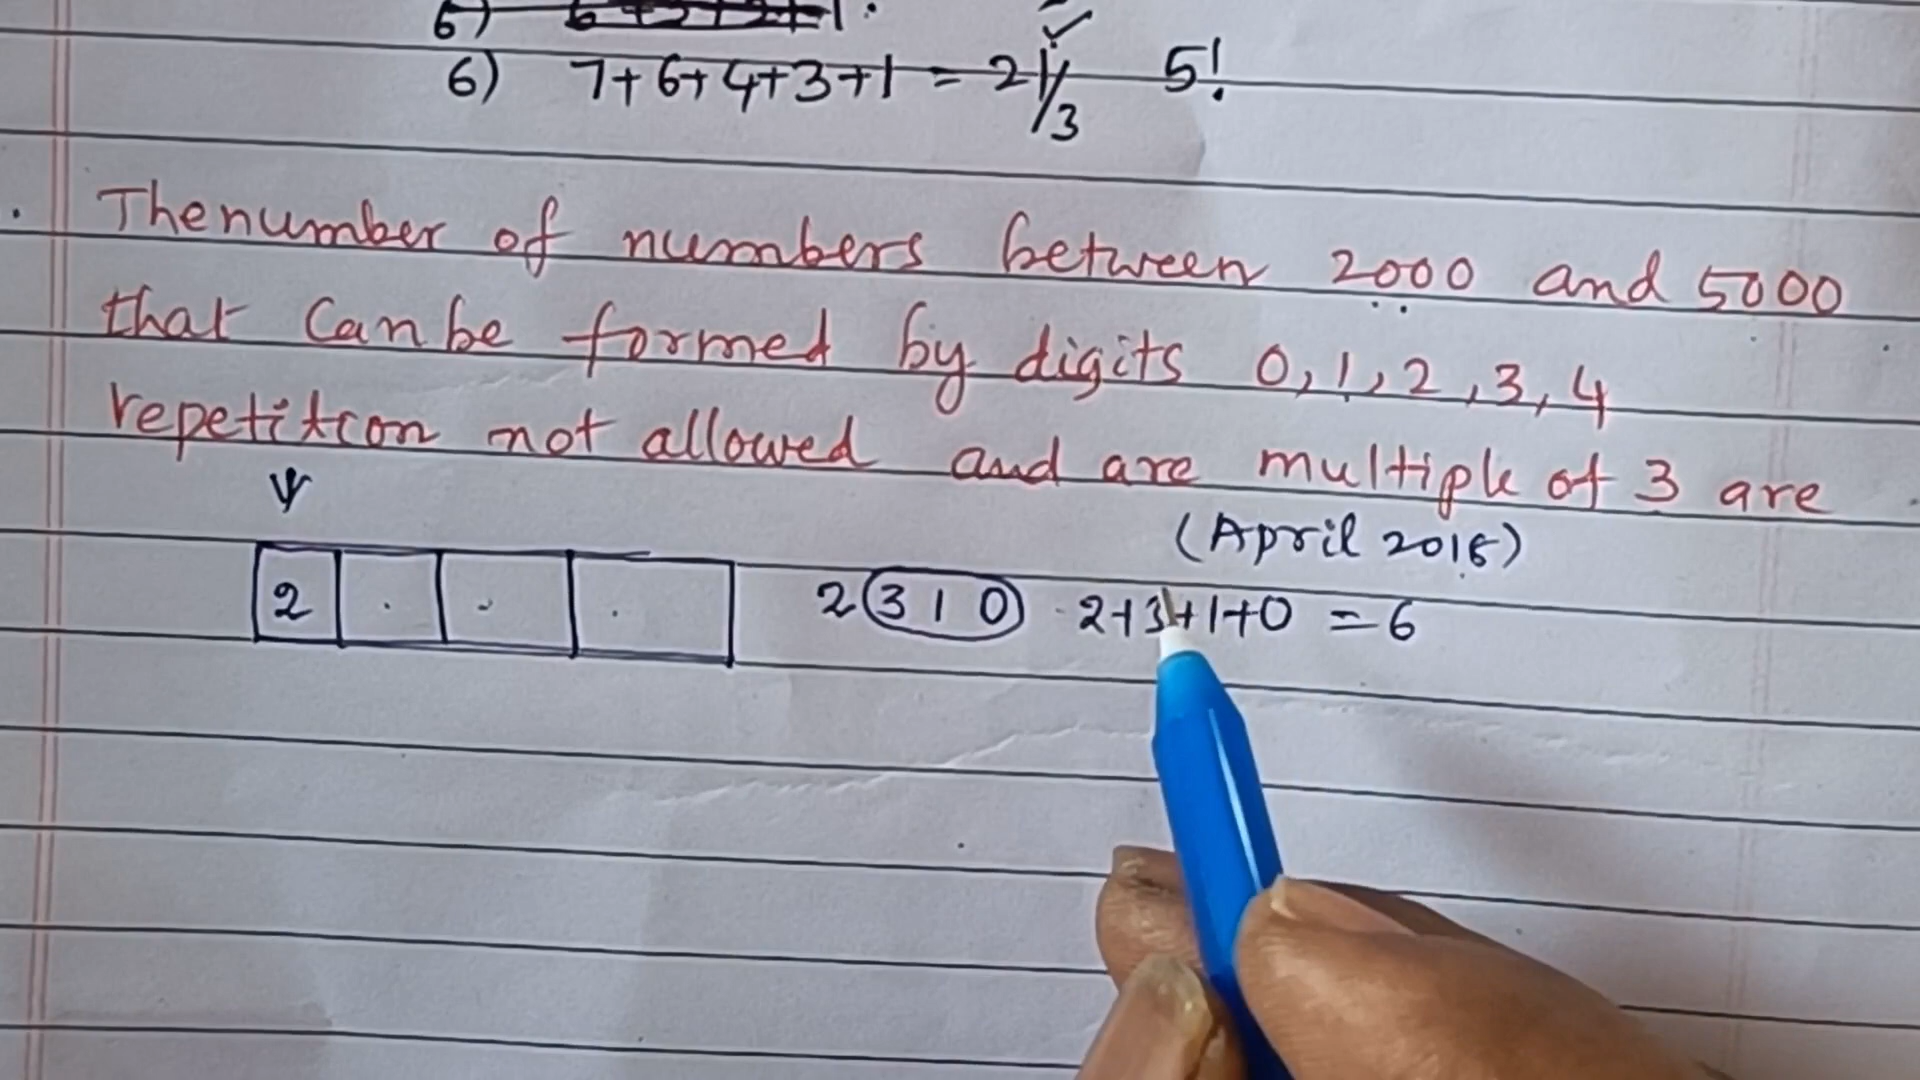 6) 7+6+4+3+1 = 21/3 5!
The number of numbers between 2000 and 5000
that can be formed by digits 0,1,2,3,4
repetition not allowed and are multiple of 3 are
(April 2018)
2 2 3 1 0 2+3+1+0 = 6